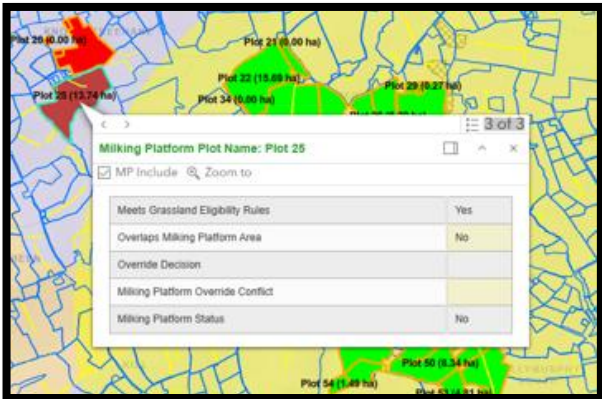 Plot 20 (0.00 ha)
Plot 21 (0.00 ha)
Plot 22 (15.89 ha)
Plot 29 (0.27 ha)
Plot 25 (13.74 ha)
Plot 34 (0.00 ha)
3 of 3
Milking Platform Plot Name: Plot 25
MP Include Zoom to
Meets Grassland Eligibility Rules Yes
Overlaps Milking Platform Area No
Override Decision
Milking Platform Override Conflict
Milking Platform Status No
Plot 50 (8.34 ha)
Plot 54 (1.49 ha)